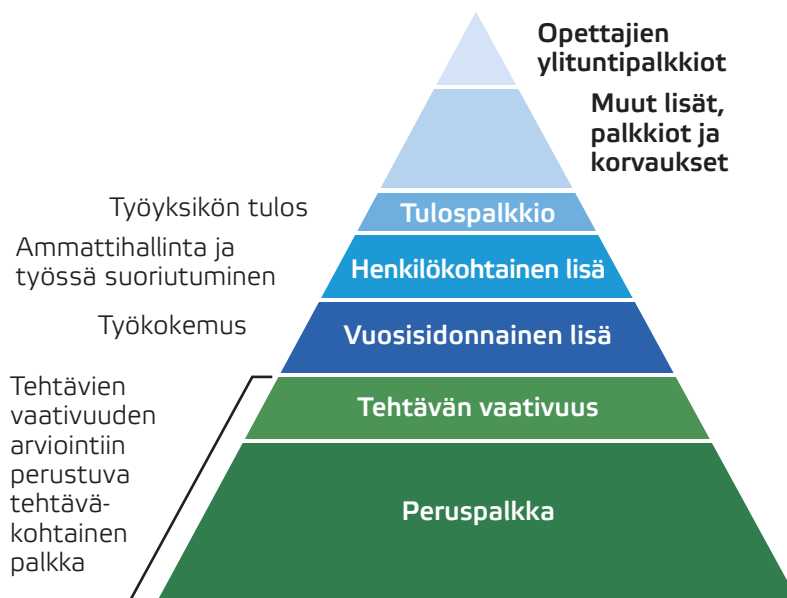 Opettajien
ylituntipalkkiot
Muut lisät,
palkkiot ja
korvaukset
Työyksikön tulos
Tulospalkkio
Ammattihallinta ja
työssä suoriutuminen
Henkilökohtainen lisä
Työkokemus
Vuosisidonnainen lisä
Tehtävien
vaativuuden
arviointiin
perustuva
tehtävä-
kohtainen
palkka
Tehtävän vaativuus
Peruspalkka